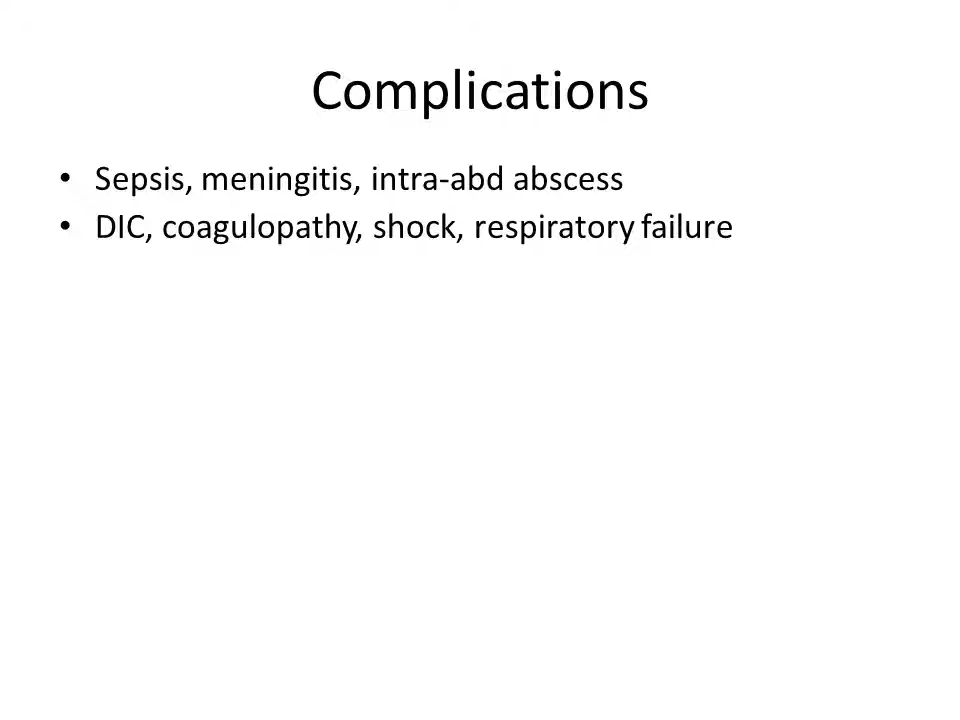 Complications
• Sepsis, meningitis, intra-abd abscess
• DIC, coagulopathy, shock, respiratory failure